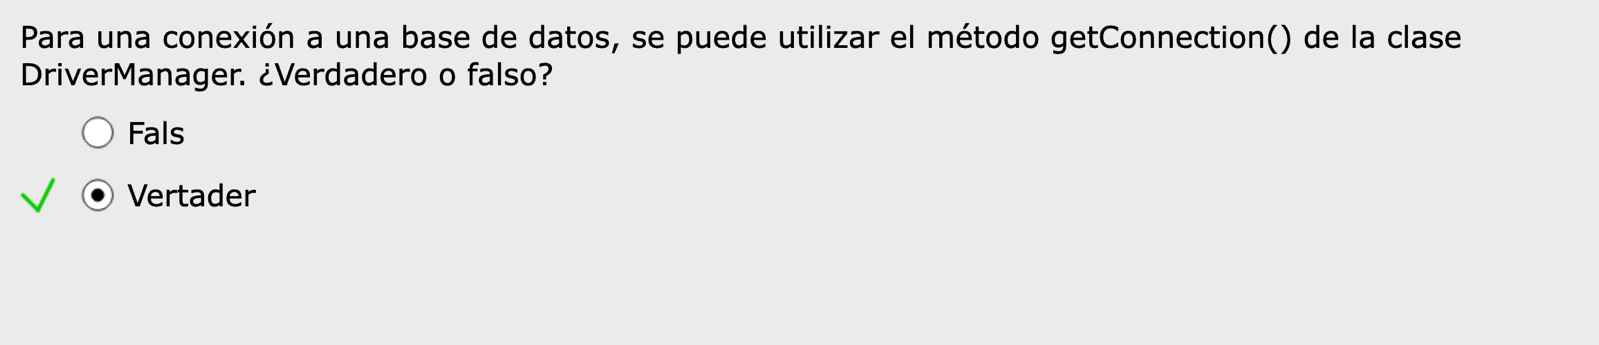 Para una conexión a una base de datos, se puede utilizar el método getConnection() de la clase
DriverManager. ¿Verdadero o falso?
Fals
Vertader